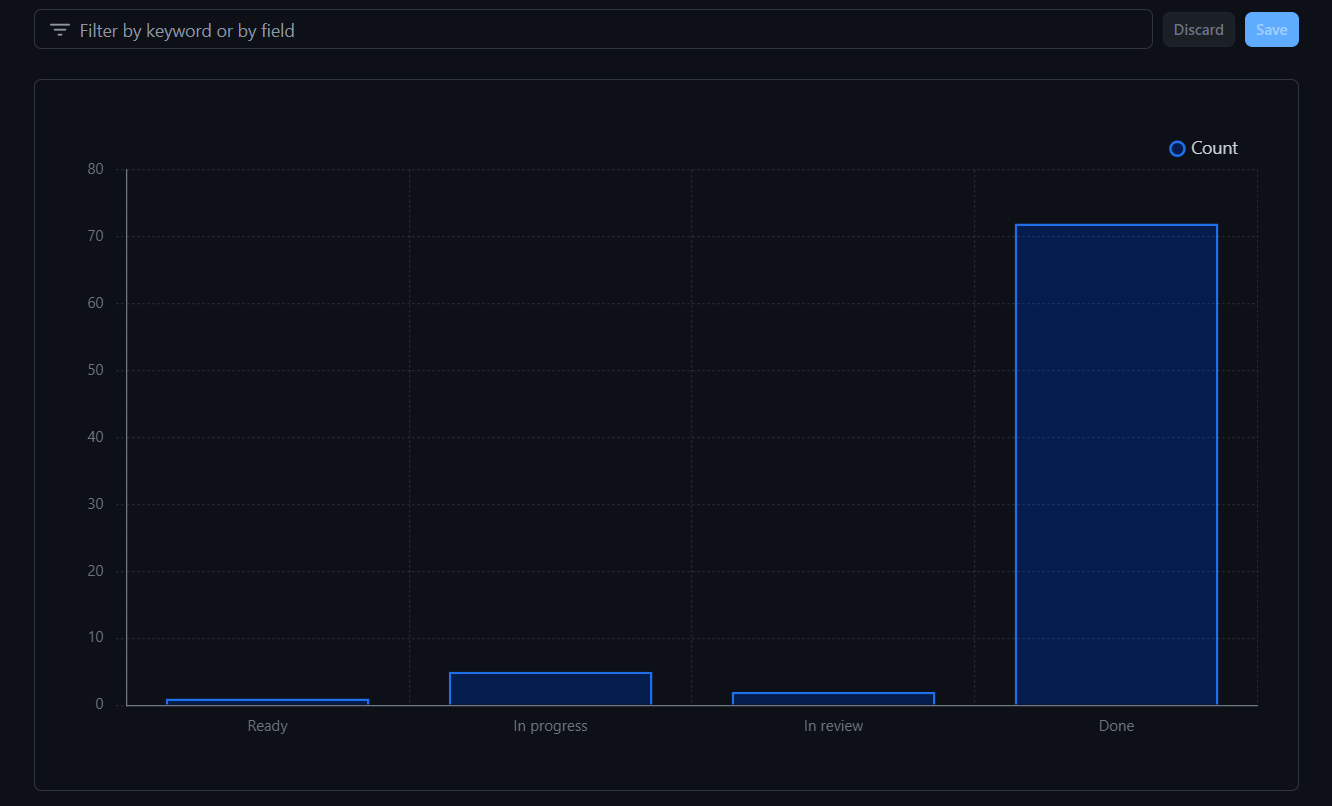 Filter by keyword or by field
Discard
Save
Count
80
70
60
50
40
30
20
10
0
Ready
In progress
In review
Done